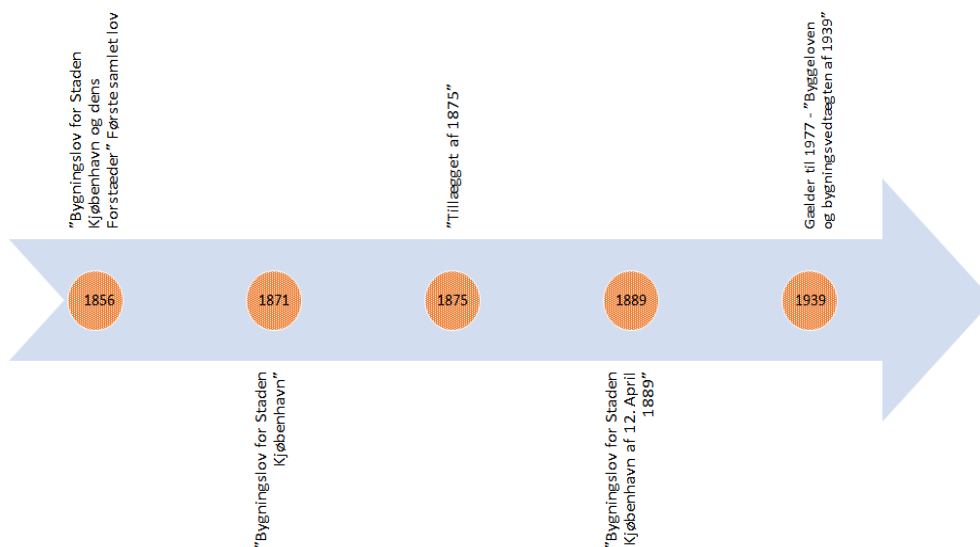 "Bygningslov for Staden
Kjøbenhavn og dens
Forstæder" Første samlet lov
1856
1871
"Bygningslov for Staden
Kjøbenhavn"
"Tillægget af 1875"
1875
1889
"Bygningslov for Staden
Kjøbenhavn af 12. April
1889"
Gælder til 1977 - "Byggeloven
og bygningsvedtægten af 1939"
1939